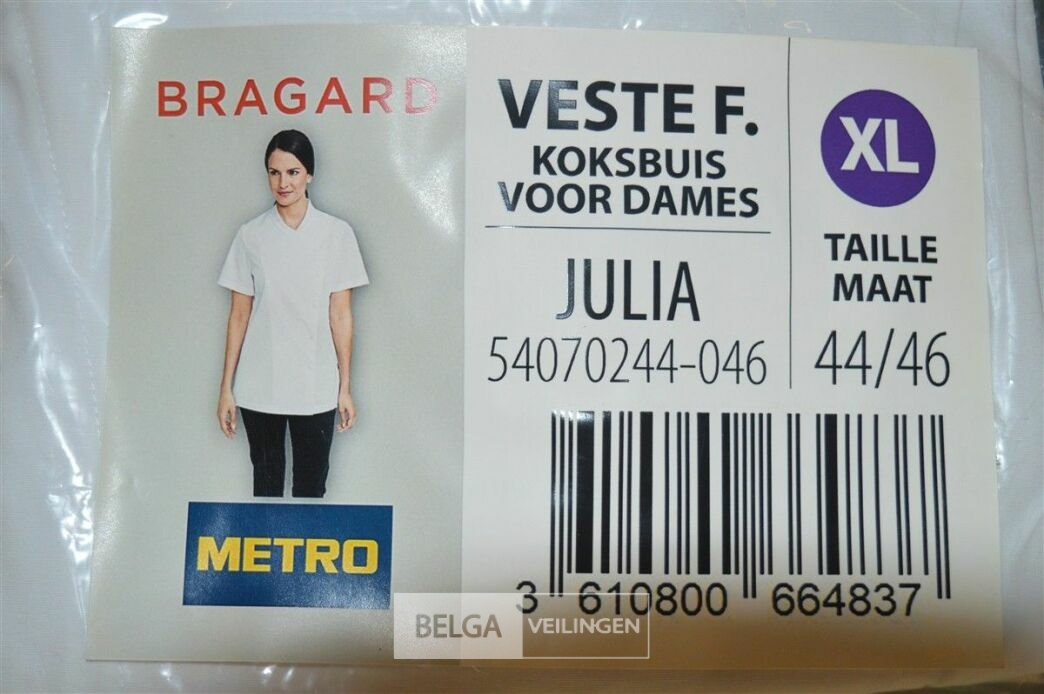 BRAGARD
METRO
VESTE F.
KOKSBUIS
VOOR DAMES
JULIA
54070244-046
XL
TAILLE
MAAT
44/46
3 610800 664837
BELGA VEILINGEN